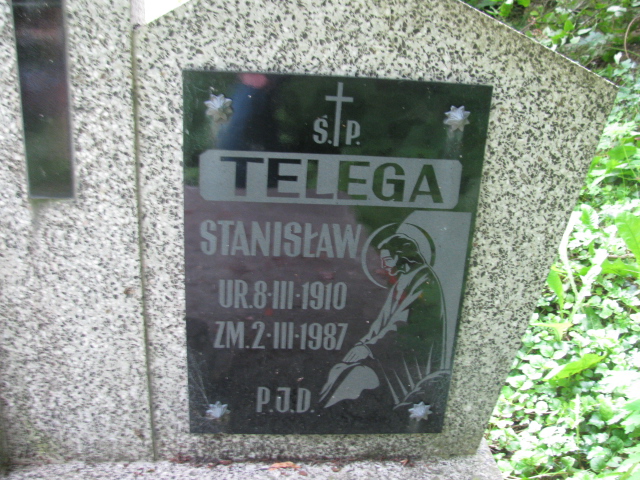 Ś.P.
TELEGA
STANISŁAW
UR.8-III-1910
ZM.2-III-1987
P.J.D.